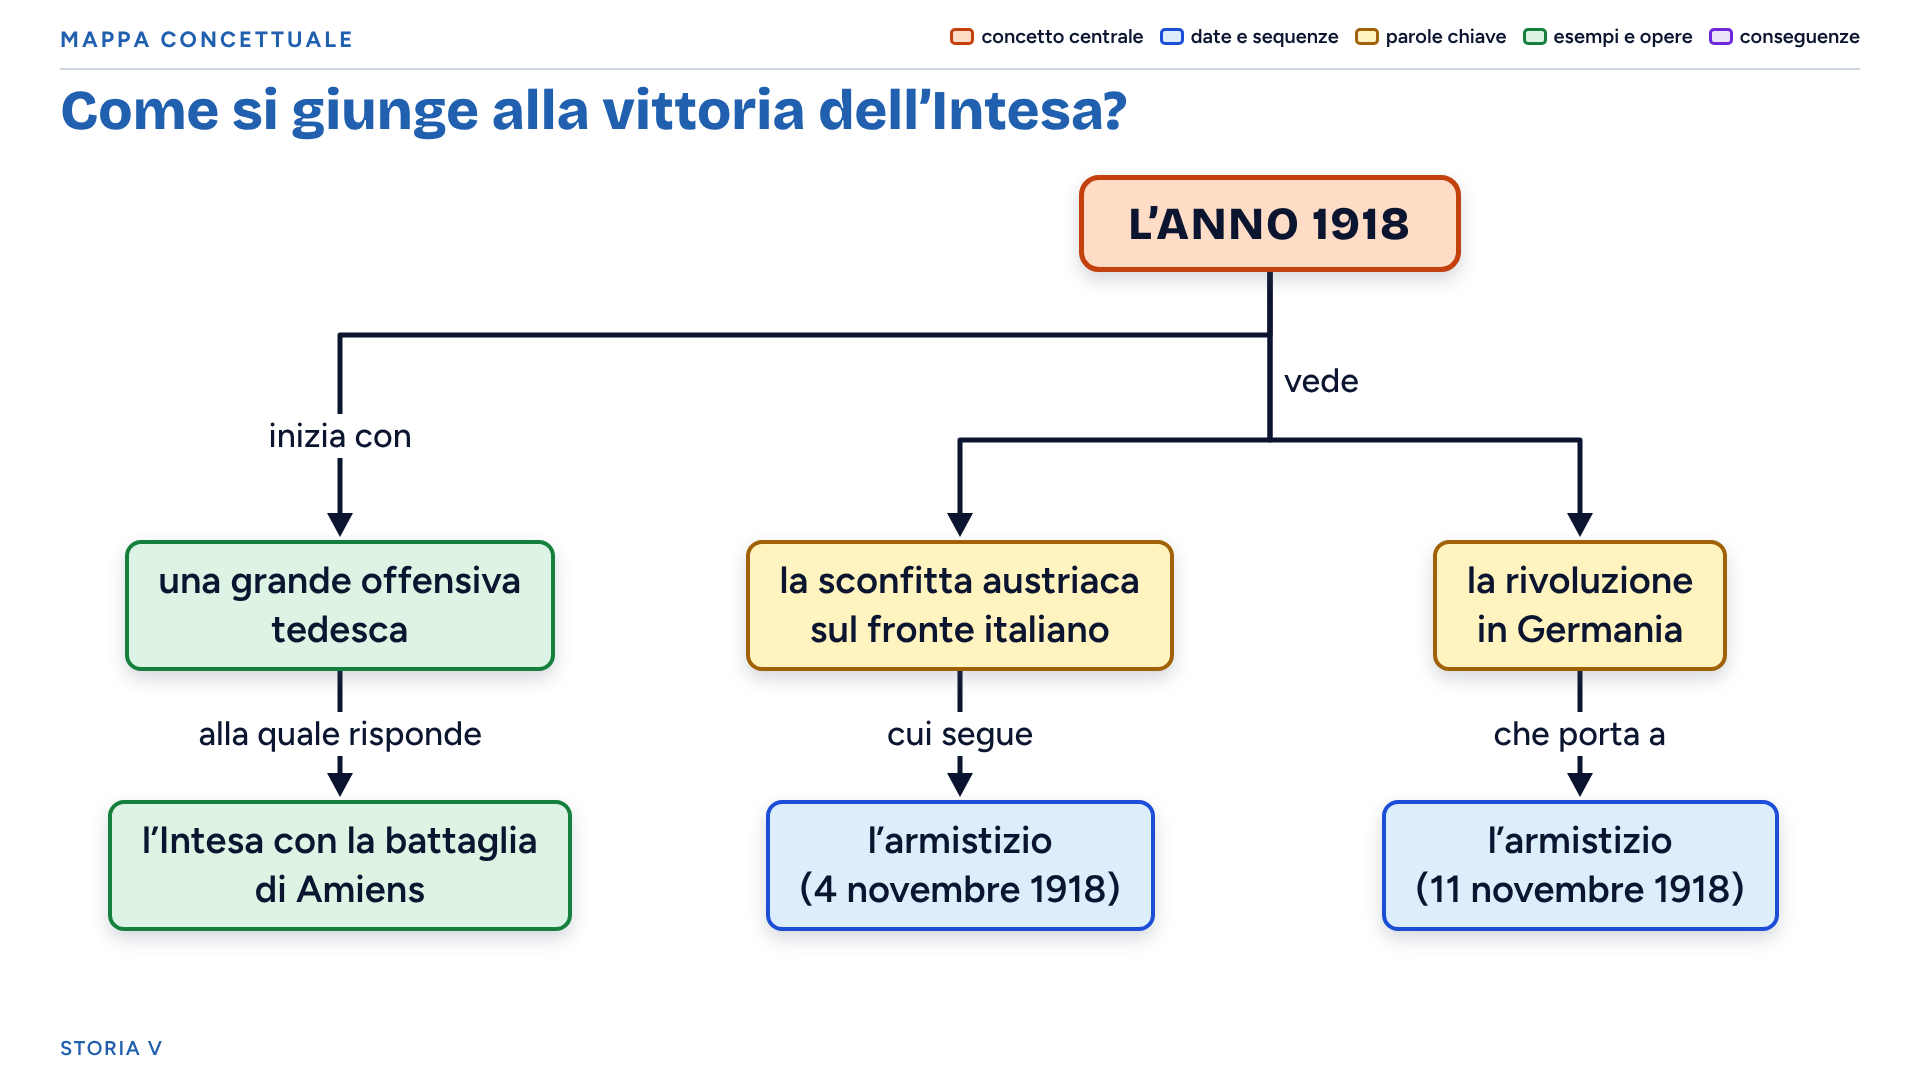 MAPPA CONCETTUALE
concetto centrale
date e sequenze
parole chiave
esempi e opere
conseguenze
Come si giunge alla vittoria dell’Intesa?
L’ANNO 1918
vede
inizia con
una grande offensiva
tedesca
la sconfitta austriaca
sul fronte italiano
la rivoluzione
in Germania
alla quale risponde
cui segue
che porta a
l’Intesa con la battaglia
di Amiens
l’armistizio
(4 novembre 1918)
l’armistizio
(11 novembre 1918)
STORIA V